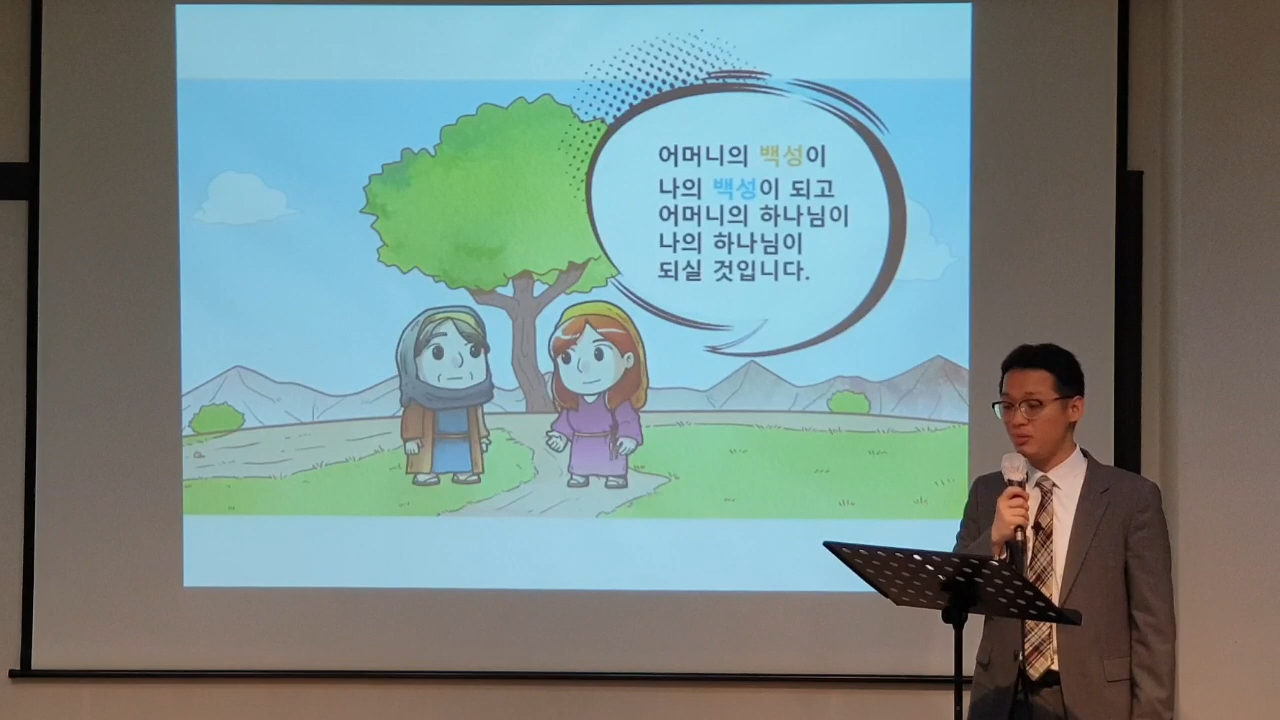 어머니의 백성이
나의 백성이 되고
어머니의 하나님이
나의 하나님이
되실 것입니다.